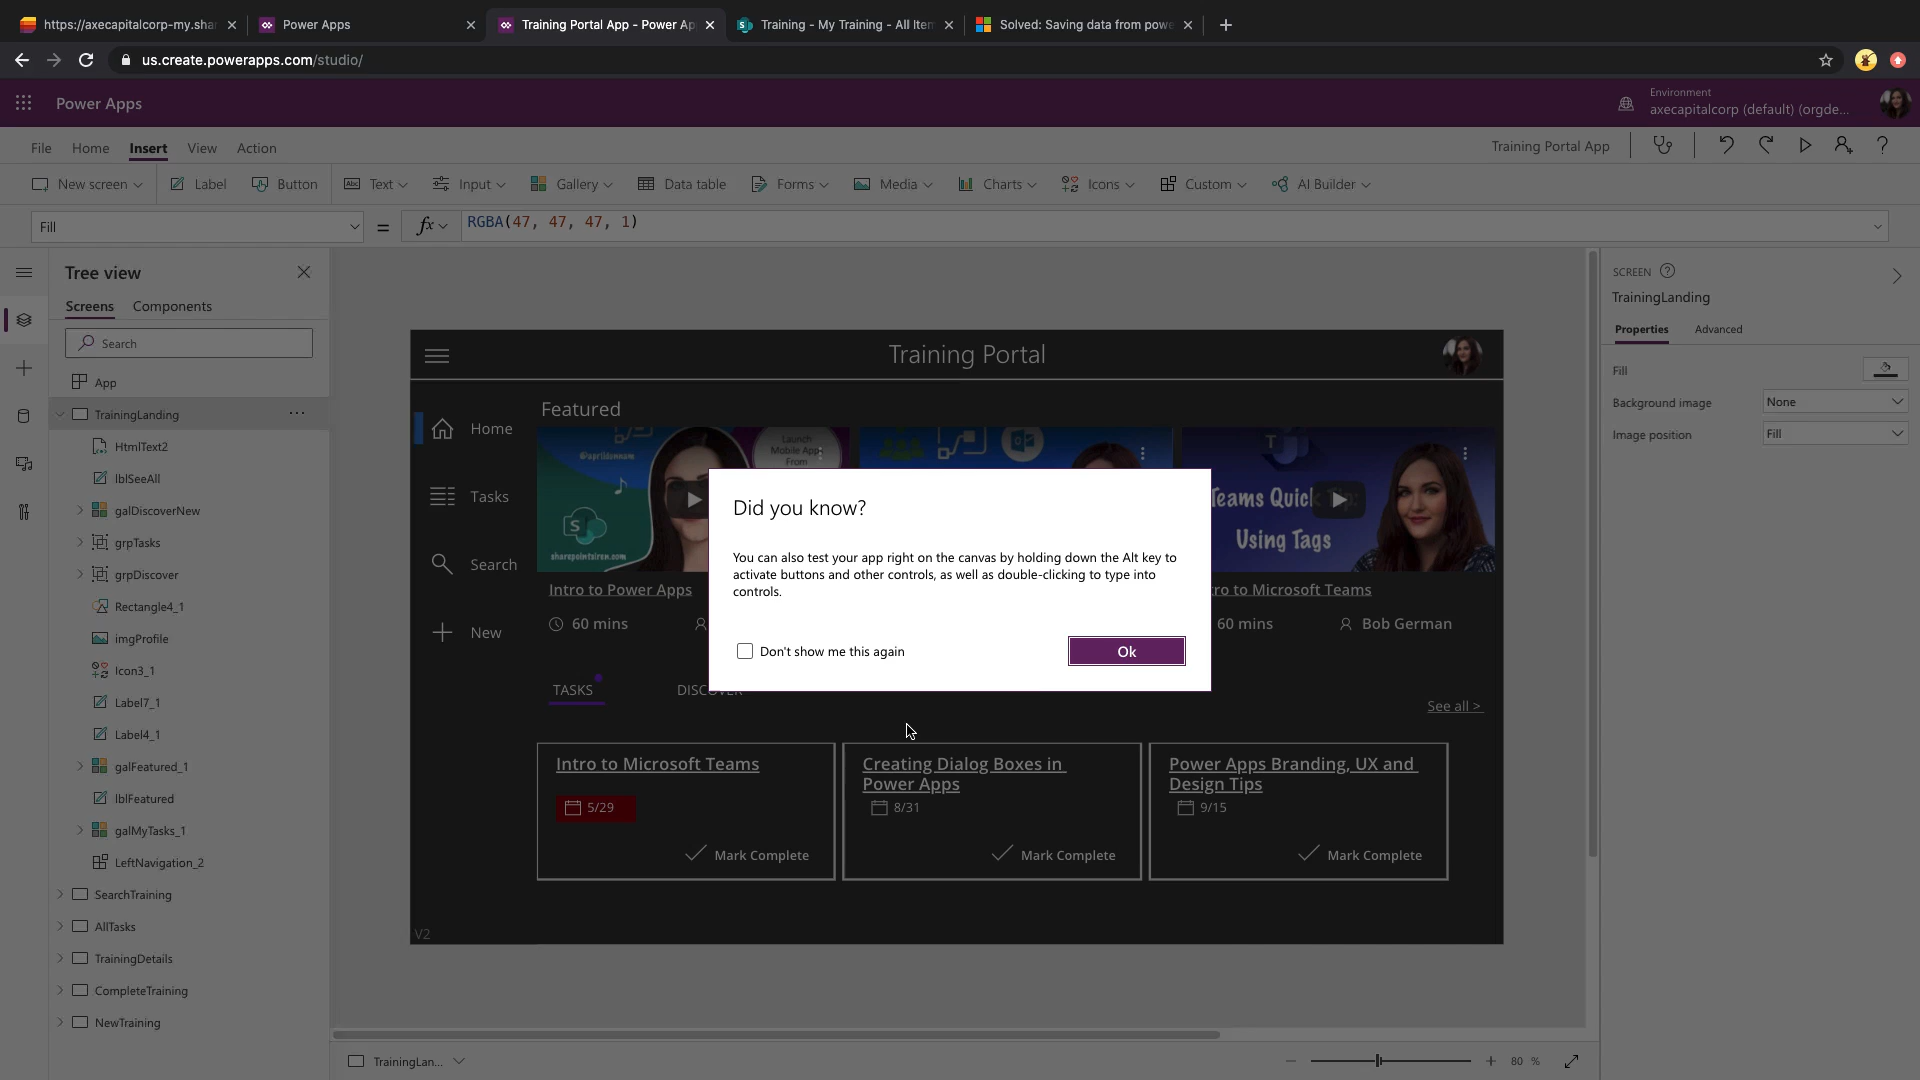 https://axecapitalcorp-my.shar
Power Apps
Training Portal App - Power Ap
Training - My Training - All Item
Solved: Saving data from powe
us.create.powerapps.com/studio/
Power Apps
Environment
axecapitalcorp (default) (orgde...
File Home Insert View Action
Training Portal App
New screen Label Button Text Input Gallery Data table Forms Media Charts Icons Custom AI Builder
Fill = fx RGBA(47, 47, 47, 1)
Tree view
Screens Components
Search
App
TrainingLanding ...
HtmlText2
lblSeeAll
galDiscoverNew
grpTasks
grpDiscover
Rectangle4_1
imgProfile
Icon3_1
Label7_1
Label4_1
galFeatured_1
lblFeatured
galMyTasks_1
LeftNavigation_2
SearchTraining
AllTasks
TrainingDetails
CompleteTraining
NewTraining
Training Portal
Home
Tasks
Search
New
Featured
@aprildunnam
Launch
Mobile App
From
sharepointsiren.com
Teams Quick
Using Tags
Intro to Power Apps
60 mins
ro to Microsoft Teams
60 mins
Bob German
Did you know?
You can also test your app right on the canvas by holding down the Alt key to
activate buttons and other controls, as well as double-clicking to type into
controls.
Don't show me this again
Ok
TASKS
DISCOVER
See all >
Intro to Microsoft Teams
5/29
Mark Complete
Creating Dialog Boxes in
Power Apps
8/31
Mark Complete
Power Apps Branding, UX and
Design Tips
9/15
Mark Complete
V2
SCREEN
TrainingLanding
Properties Advanced
Fill
Background image None
Image position Fill
TrainingLan...
80 %